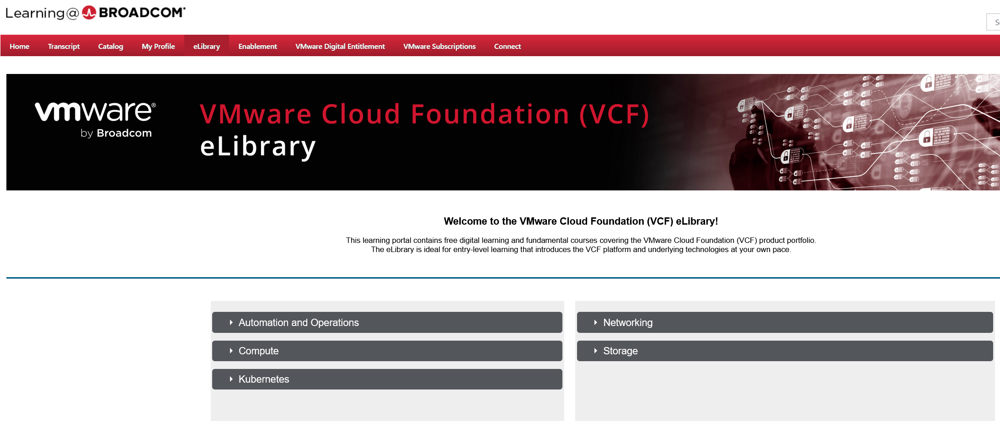 Learning@ BROADCOM
Home Transcript Catalog My Profile eLibrary Enablement VMware Digital Entitlement VMware Subscriptions Connect
vmware®
by Broadcom
VMware Cloud Foundation (VCF)
eLibrary
Welcome to the VMware Cloud Foundation (VCF) eLibrary!
This learning portal contains free digital learning and fundamental courses covering the VMware Cloud Foundation (VCF) product portfolio.
The eLibrary is ideal for entry-level learning that introduces the VCF platform and underlying technologies at your own pace.
Automation and Operations
Compute
Kubernetes
Networking
Storage